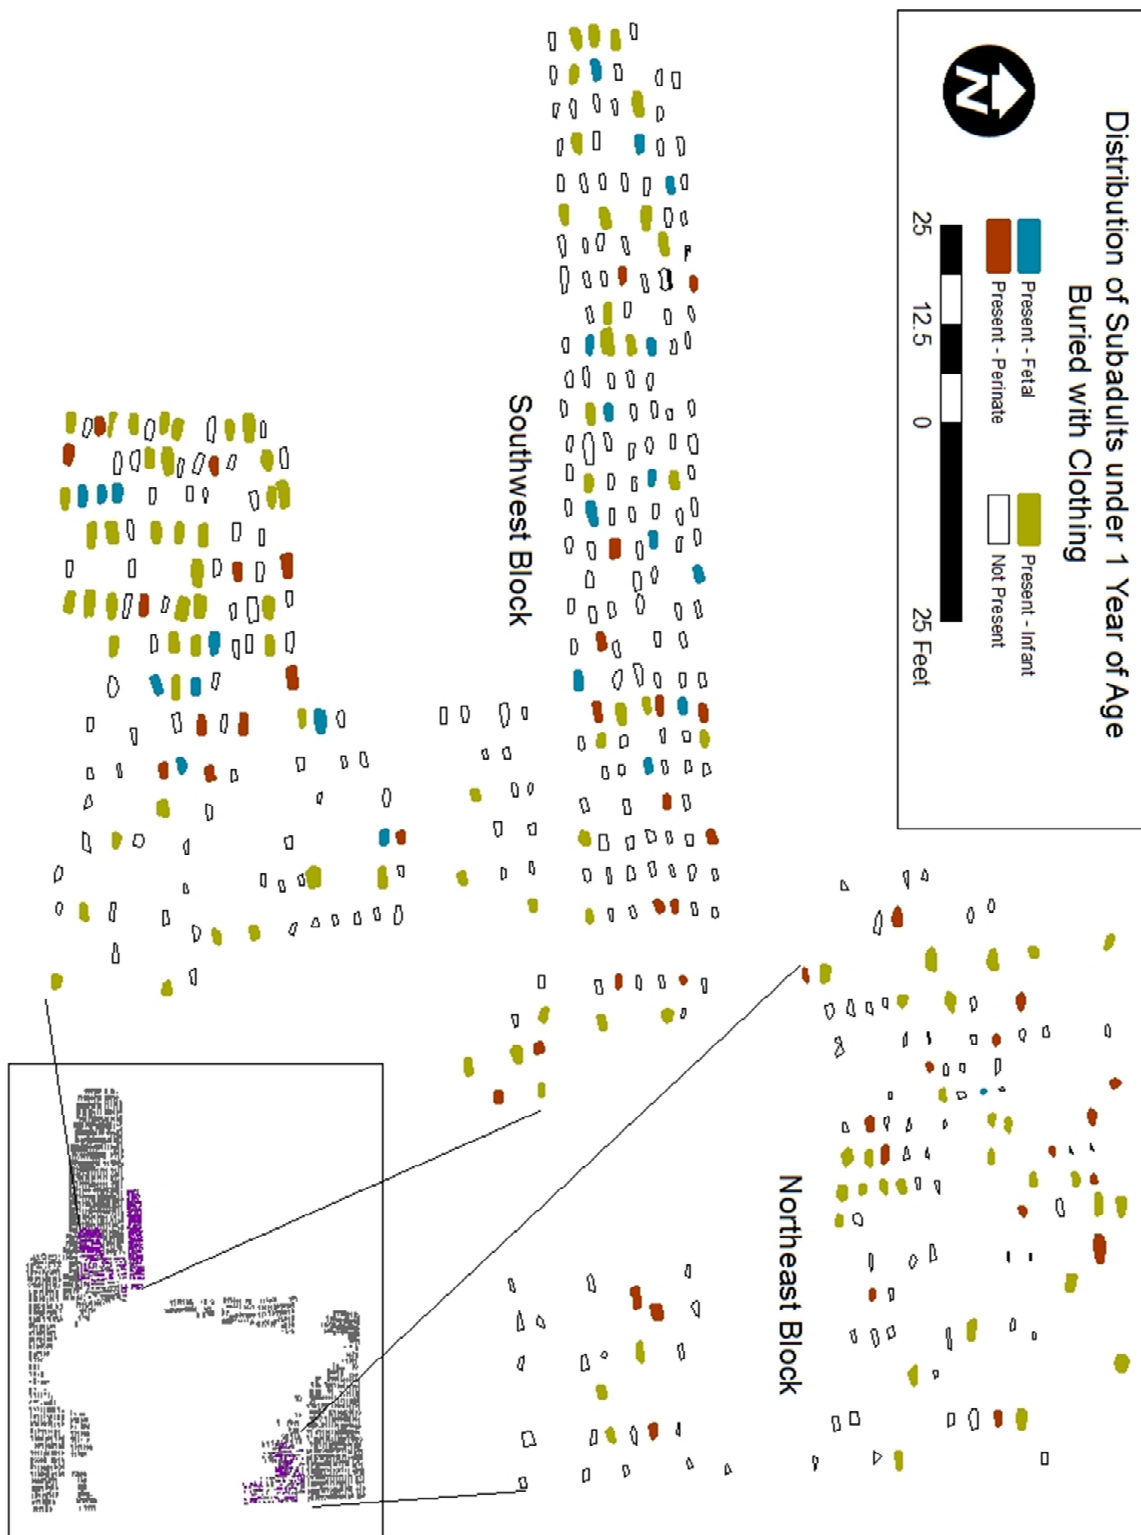 Distribution of Subadults under 1 Year of Age
Buried with Clothing
Present - Fetal
Present - Infant
Present - Perinate
Not Present
25 12.5 0 25 Feet
N
Southwest Block
Northeast Block